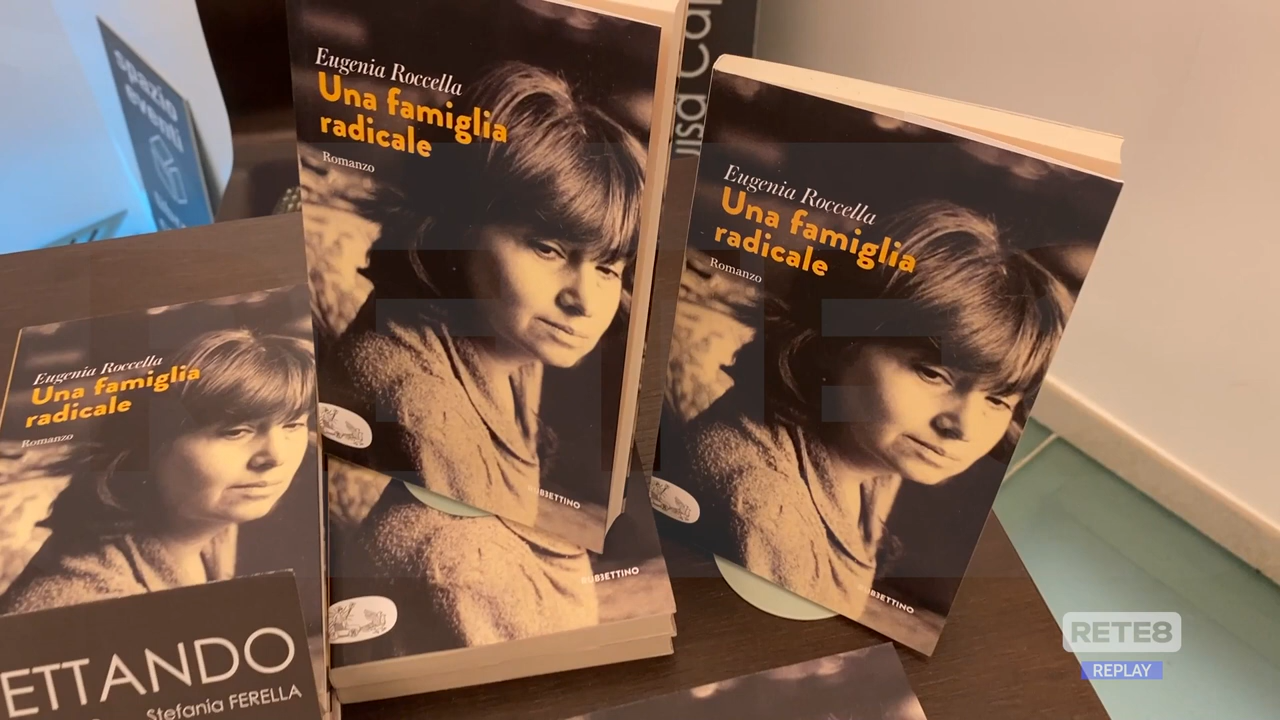 spazio
eventi
Eugenia Roccella
Una famiglia
radicale
Romanzo
RUBBETTINO
Eugenia Roccella
Una famiglia
radicale
Romanzo
RUBBETTINO
Eugenia Roccella
Una famiglia
radicale
Romanzo
RUBBETTINO
ETTANDO
Stefania FERELLA
RETE8
REPLAY